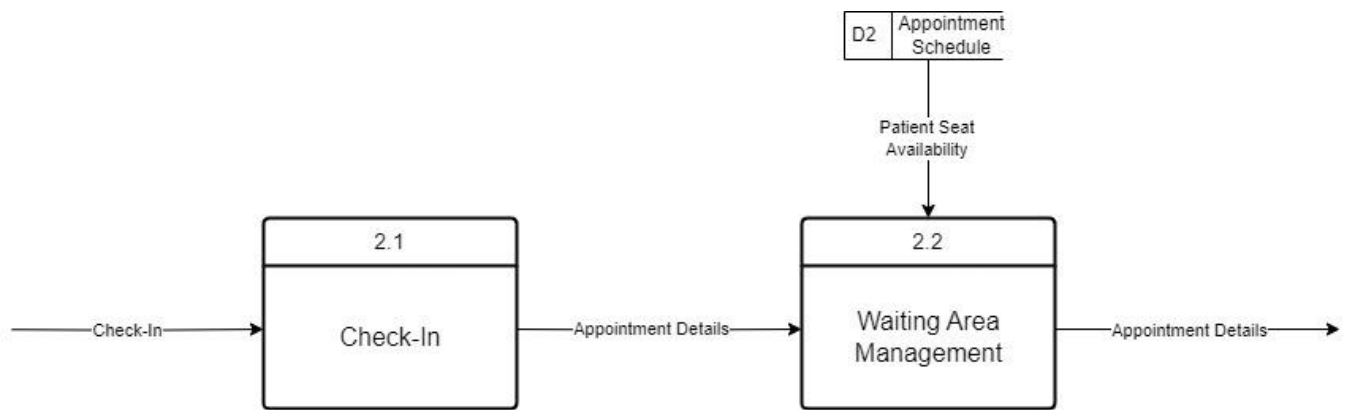 D2
Appointment
Schedule
Patient Seat
Availability
2.1
2.2
Check-In
Check-In
Appointment Details
Waiting Area
Management
Appointment Details